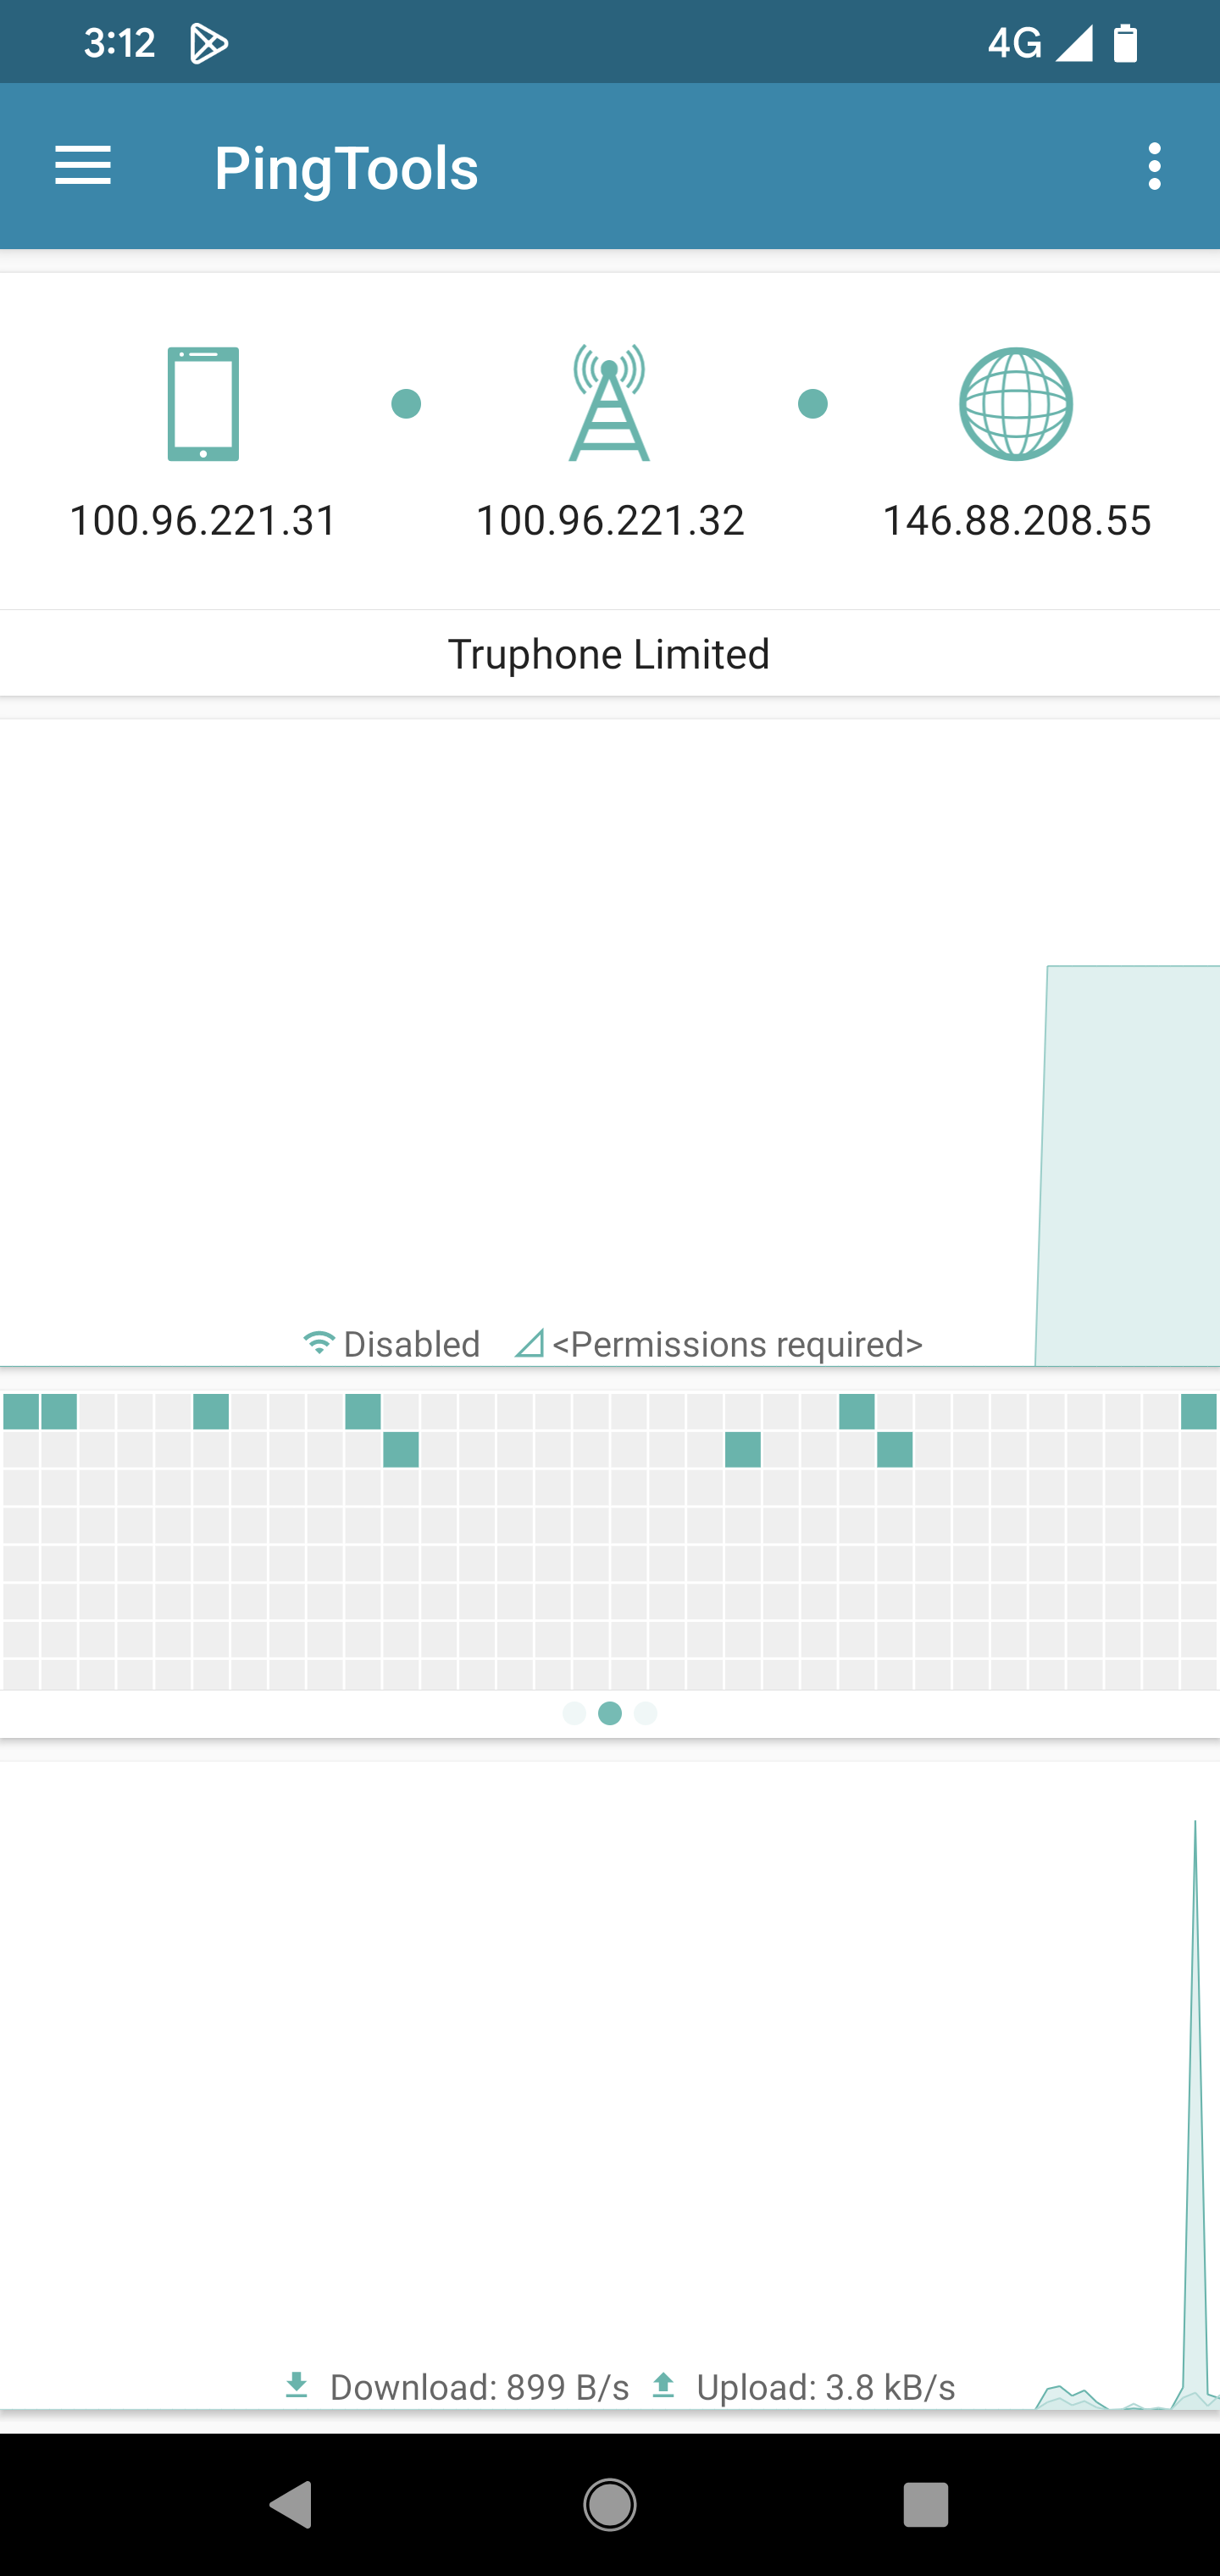 3:12
4G
PingTools
100.96.221.31
100.96.221.32
146.88.208.55
Truphone Limited
Disabled <Permissions required>
Download: 899 B/s Upload: 3.8 kB/s